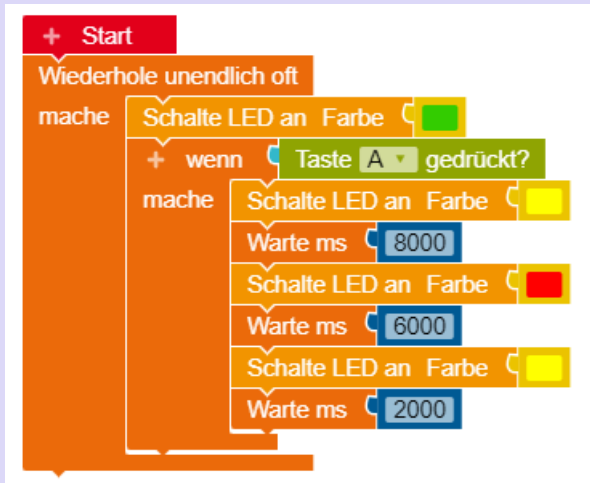 + Start
Wiederhole unendlich oft
mache Schalte LED an Farbe
+ wenn Taste A gedrückt?
mache Schalte LED an Farbe
Warte ms 8000
Schalte LED an Farbe
Warte ms 6000
Schalte LED an Farbe
Warte ms 2000